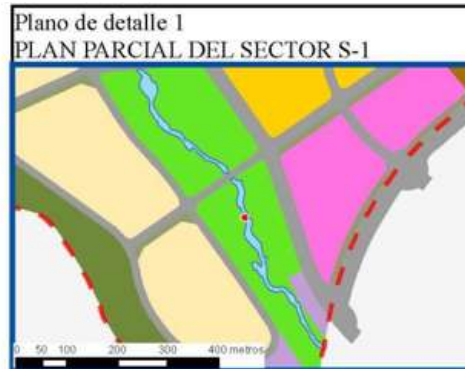 Plano de detalle 1
PLAN PARCIAL DEL SECTOR S-1
0 50 100 200 300 400 metros